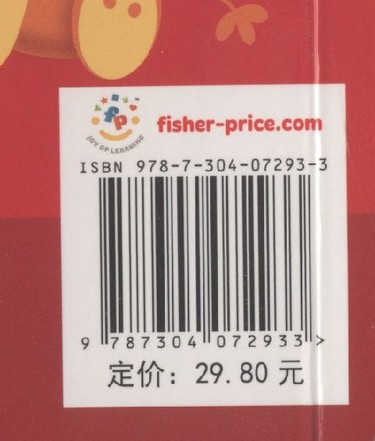 fp
JOY OF LEARNING
fisher-price.com
ISBN 978-7-304-07293-3
9 787304 072933 >
定价：29.80 元